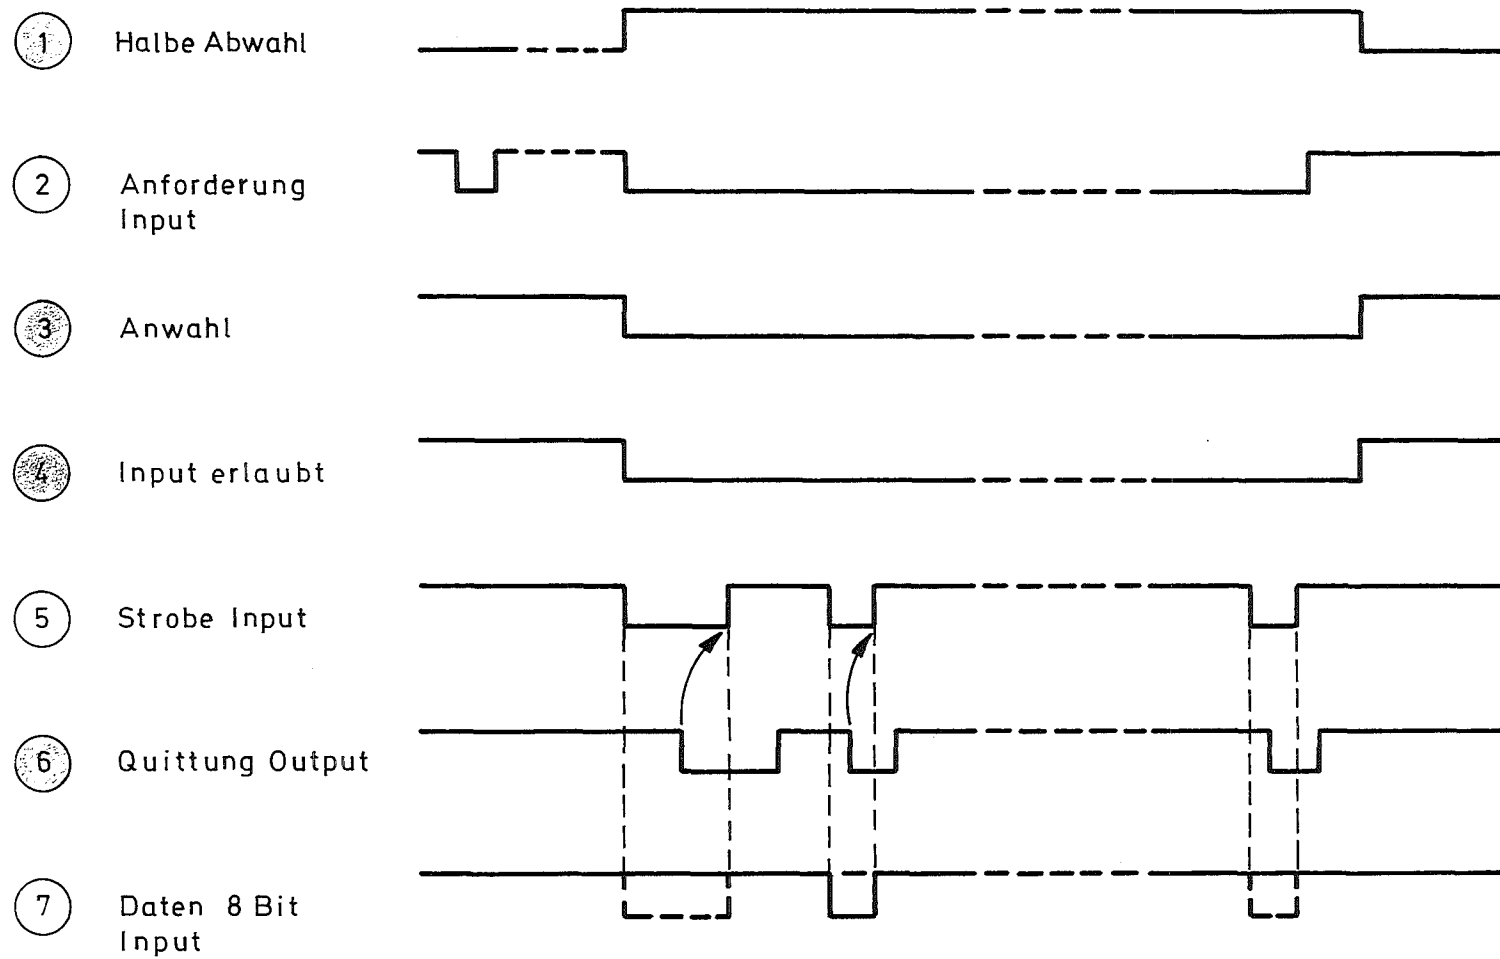 1 Halbe Abwahl
2 Anforderung
Input
3 Anwahl
4 Input erlaubt
5 Strobe Input
6 Quittung Output
7 Daten 8 Bit
Input